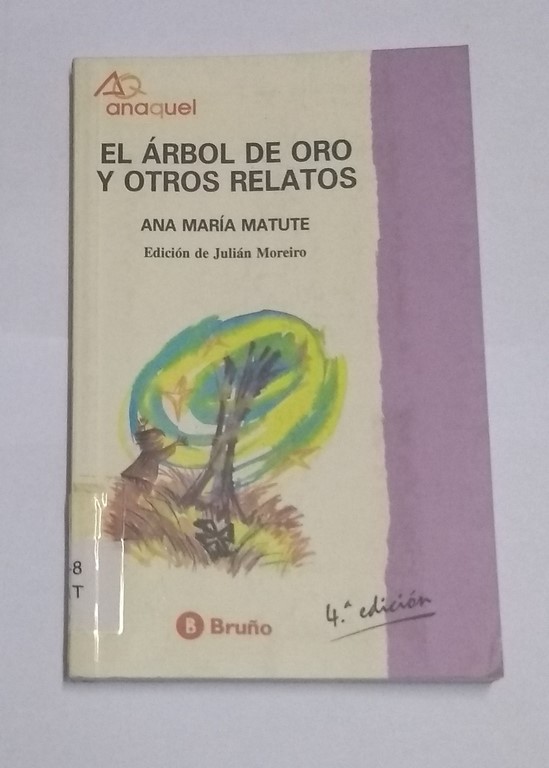 AQ
anaquel
EL ÁRBOL DE ORO
Y OTROS RELATOS
ANA MARÍA MATUTE
Edición de Julián Moreiro
8
T
B Bruño
4.ª edición